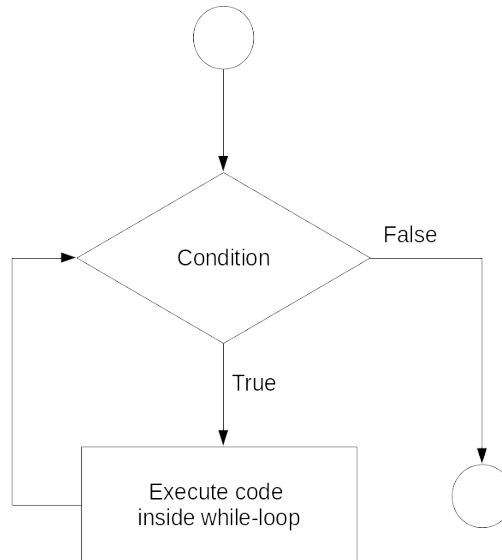 Condition
False
True
Execute code
inside while-loop